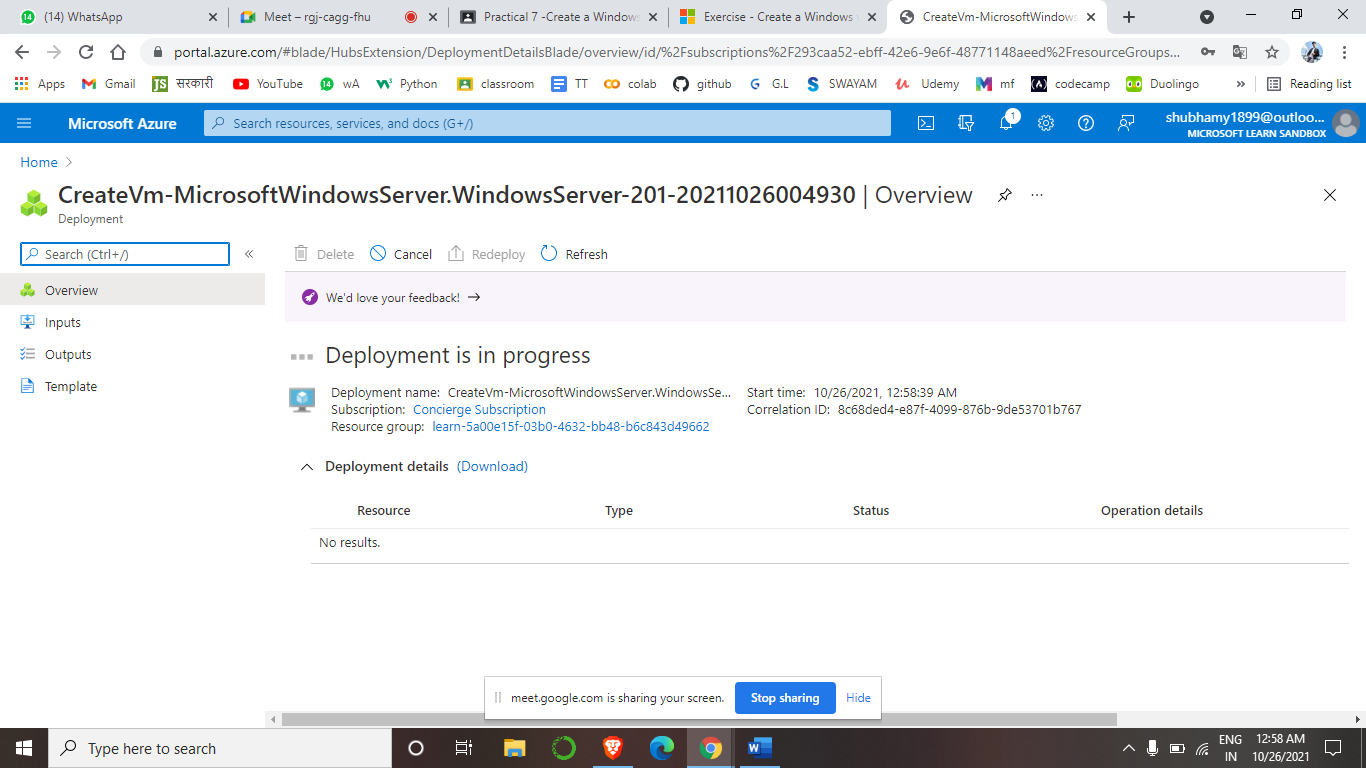 (14) WhatsApp
Meet – rgj-cagg-fhu
Practical 7 -Create a Window
Exercise - Create a Windows
CreateVm-MicrosoftWindows
portal.azure.com/#blade/HubsExtension/DeploymentDetailsBlade/overview/id/%2Fsubscriptions%2F293caa52-ebff-42e6-9e6f-48771148aeed%2FresourceGroups...
Apps
Gmail
JS सरकारी
YouTube
14 wA
Python
classroom
TT
colab
github
G G.L
S SWAYAM
Udemy
M mf
(A) codecamp
Duolingo
»
Reading list
Microsoft Azure
Search resources, services, and docs (G+/)
1
shubhamy1899@outloo...
MICROSOFT LEARN SANDBOX
Home >
CreateVm-MicrosoftWindowsServer.WindowsServer-201-20211026004930 | Overview
Deployment
Search (Ctrl+/)
«
Delete
Cancel
Redeploy
Refresh
Overview
Inputs
Outputs
Template
We'd love your feedback! →
Deployment is in progress
Deployment name: CreateVm-MicrosoftWindowsServer.WindowsSe...
Subscription: Concierge Subscription
Resource group: learn-5a00e15f-03b0-4632-bb48-b6c843d49662
Start time: 10/26/2021, 12:58:39 AM
Correlation ID: 8c68ded4-e87f-4099-876b-9de53701b767
Deployment details (Download)
Resource
Type
Status
Operation details
No results.
meet.google.com is sharing your screen.
Stop sharing
Hide
Type here to search
ENG
IN
12:58 AM
10/26/2021